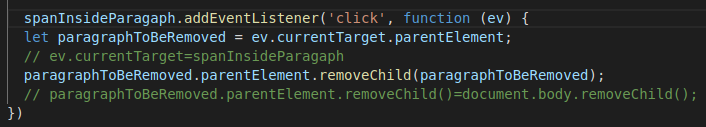 spanInsideParagaph.addEventListener('click', function (ev) {
let paragraphToBeRemoved = ev.currentTarget.parentElement;
// ev.currentTarget=spanInsideParagaph
paragraphToBeRemoved.parentElement.removeChild(paragraphToBeRemoved);
// paragraphToBeRemoved.parentElement.removeChild()=document.body.removeChild();
})